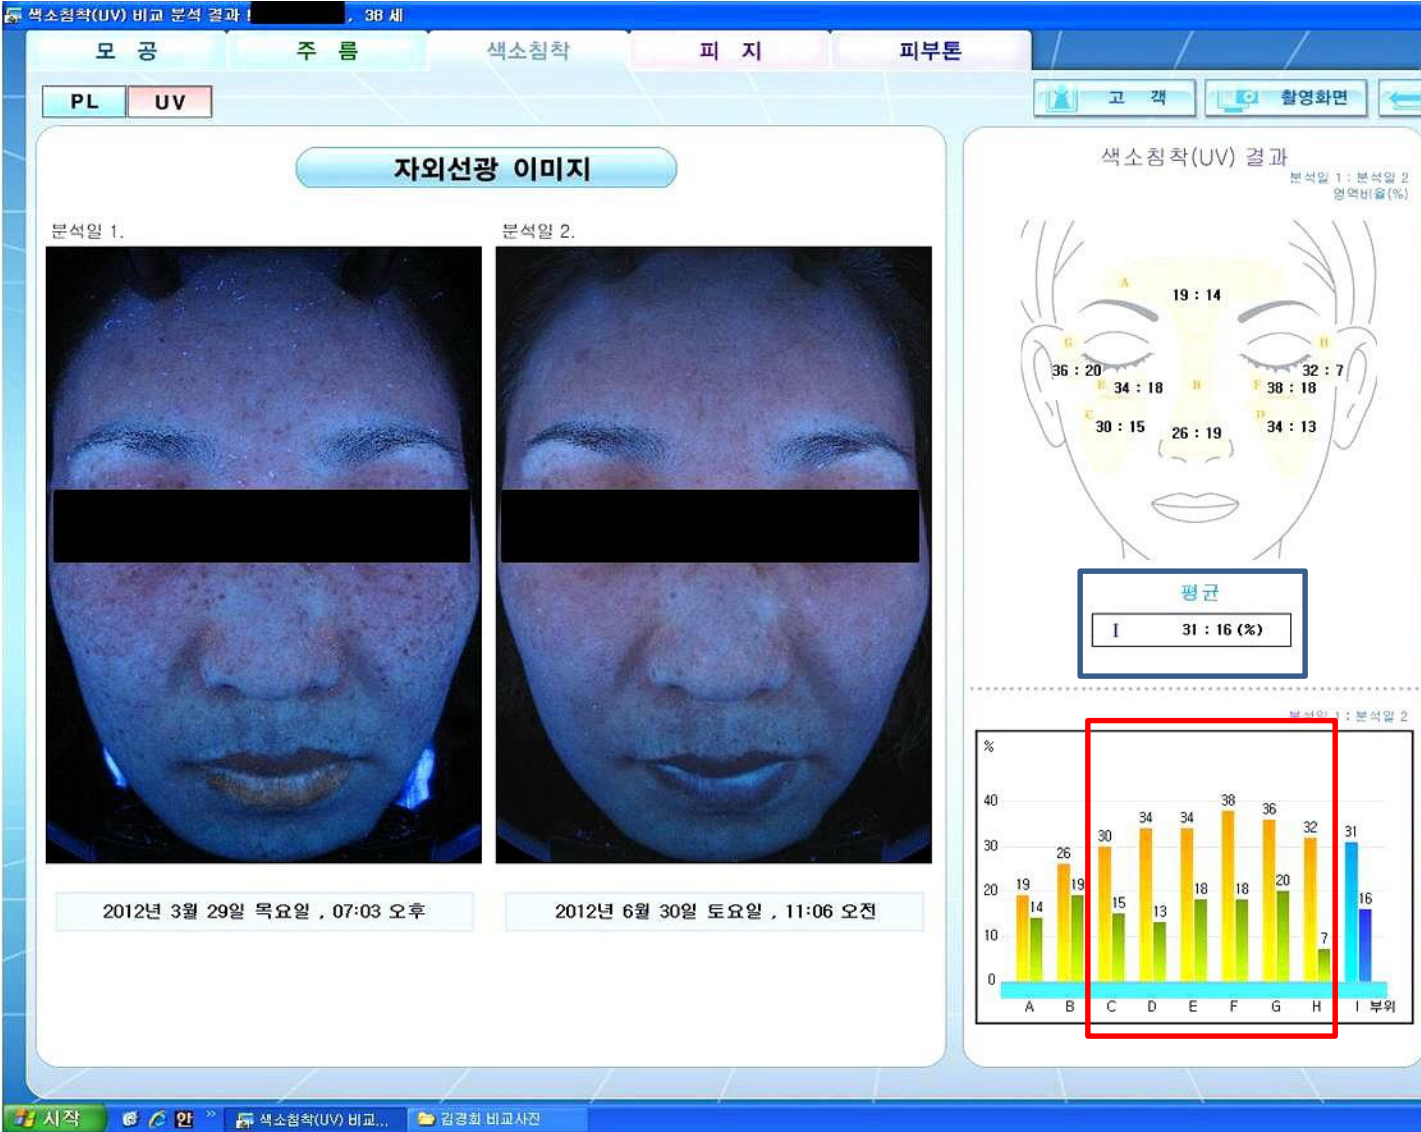 색소침착(UV) 비교 분석 결과 , 38 세
모 공 주 름 색소침착 피 지 피부톤
PL UV
고 객 촬영화면
자외선광 이미지
분석일 1.
분석일 2.
2012년 3월 29일 목요일 , 07:03 오후
2012년 6월 30일 토요일 , 11:06 오전
색소침착(UV) 결과
분석일 1 : 분석일 2
영역비율(%)
A
19 : 14
G
H
36 : 20
32 : 7
E 34 : 18
B
F 38 : 18
C
30 : 15
26 : 19
D
34 : 13
평균
I 31 : 16 (%)
분석일 1 : 분석일 2
%
40
30
20
10
0
19 14 26 19 30 15 34 13 34 18 38 18 36 20 32 7 31 16
A B C D E F G H I 부위
시작 안 » 색소침착(UV) 비교... 김경희 비교사진